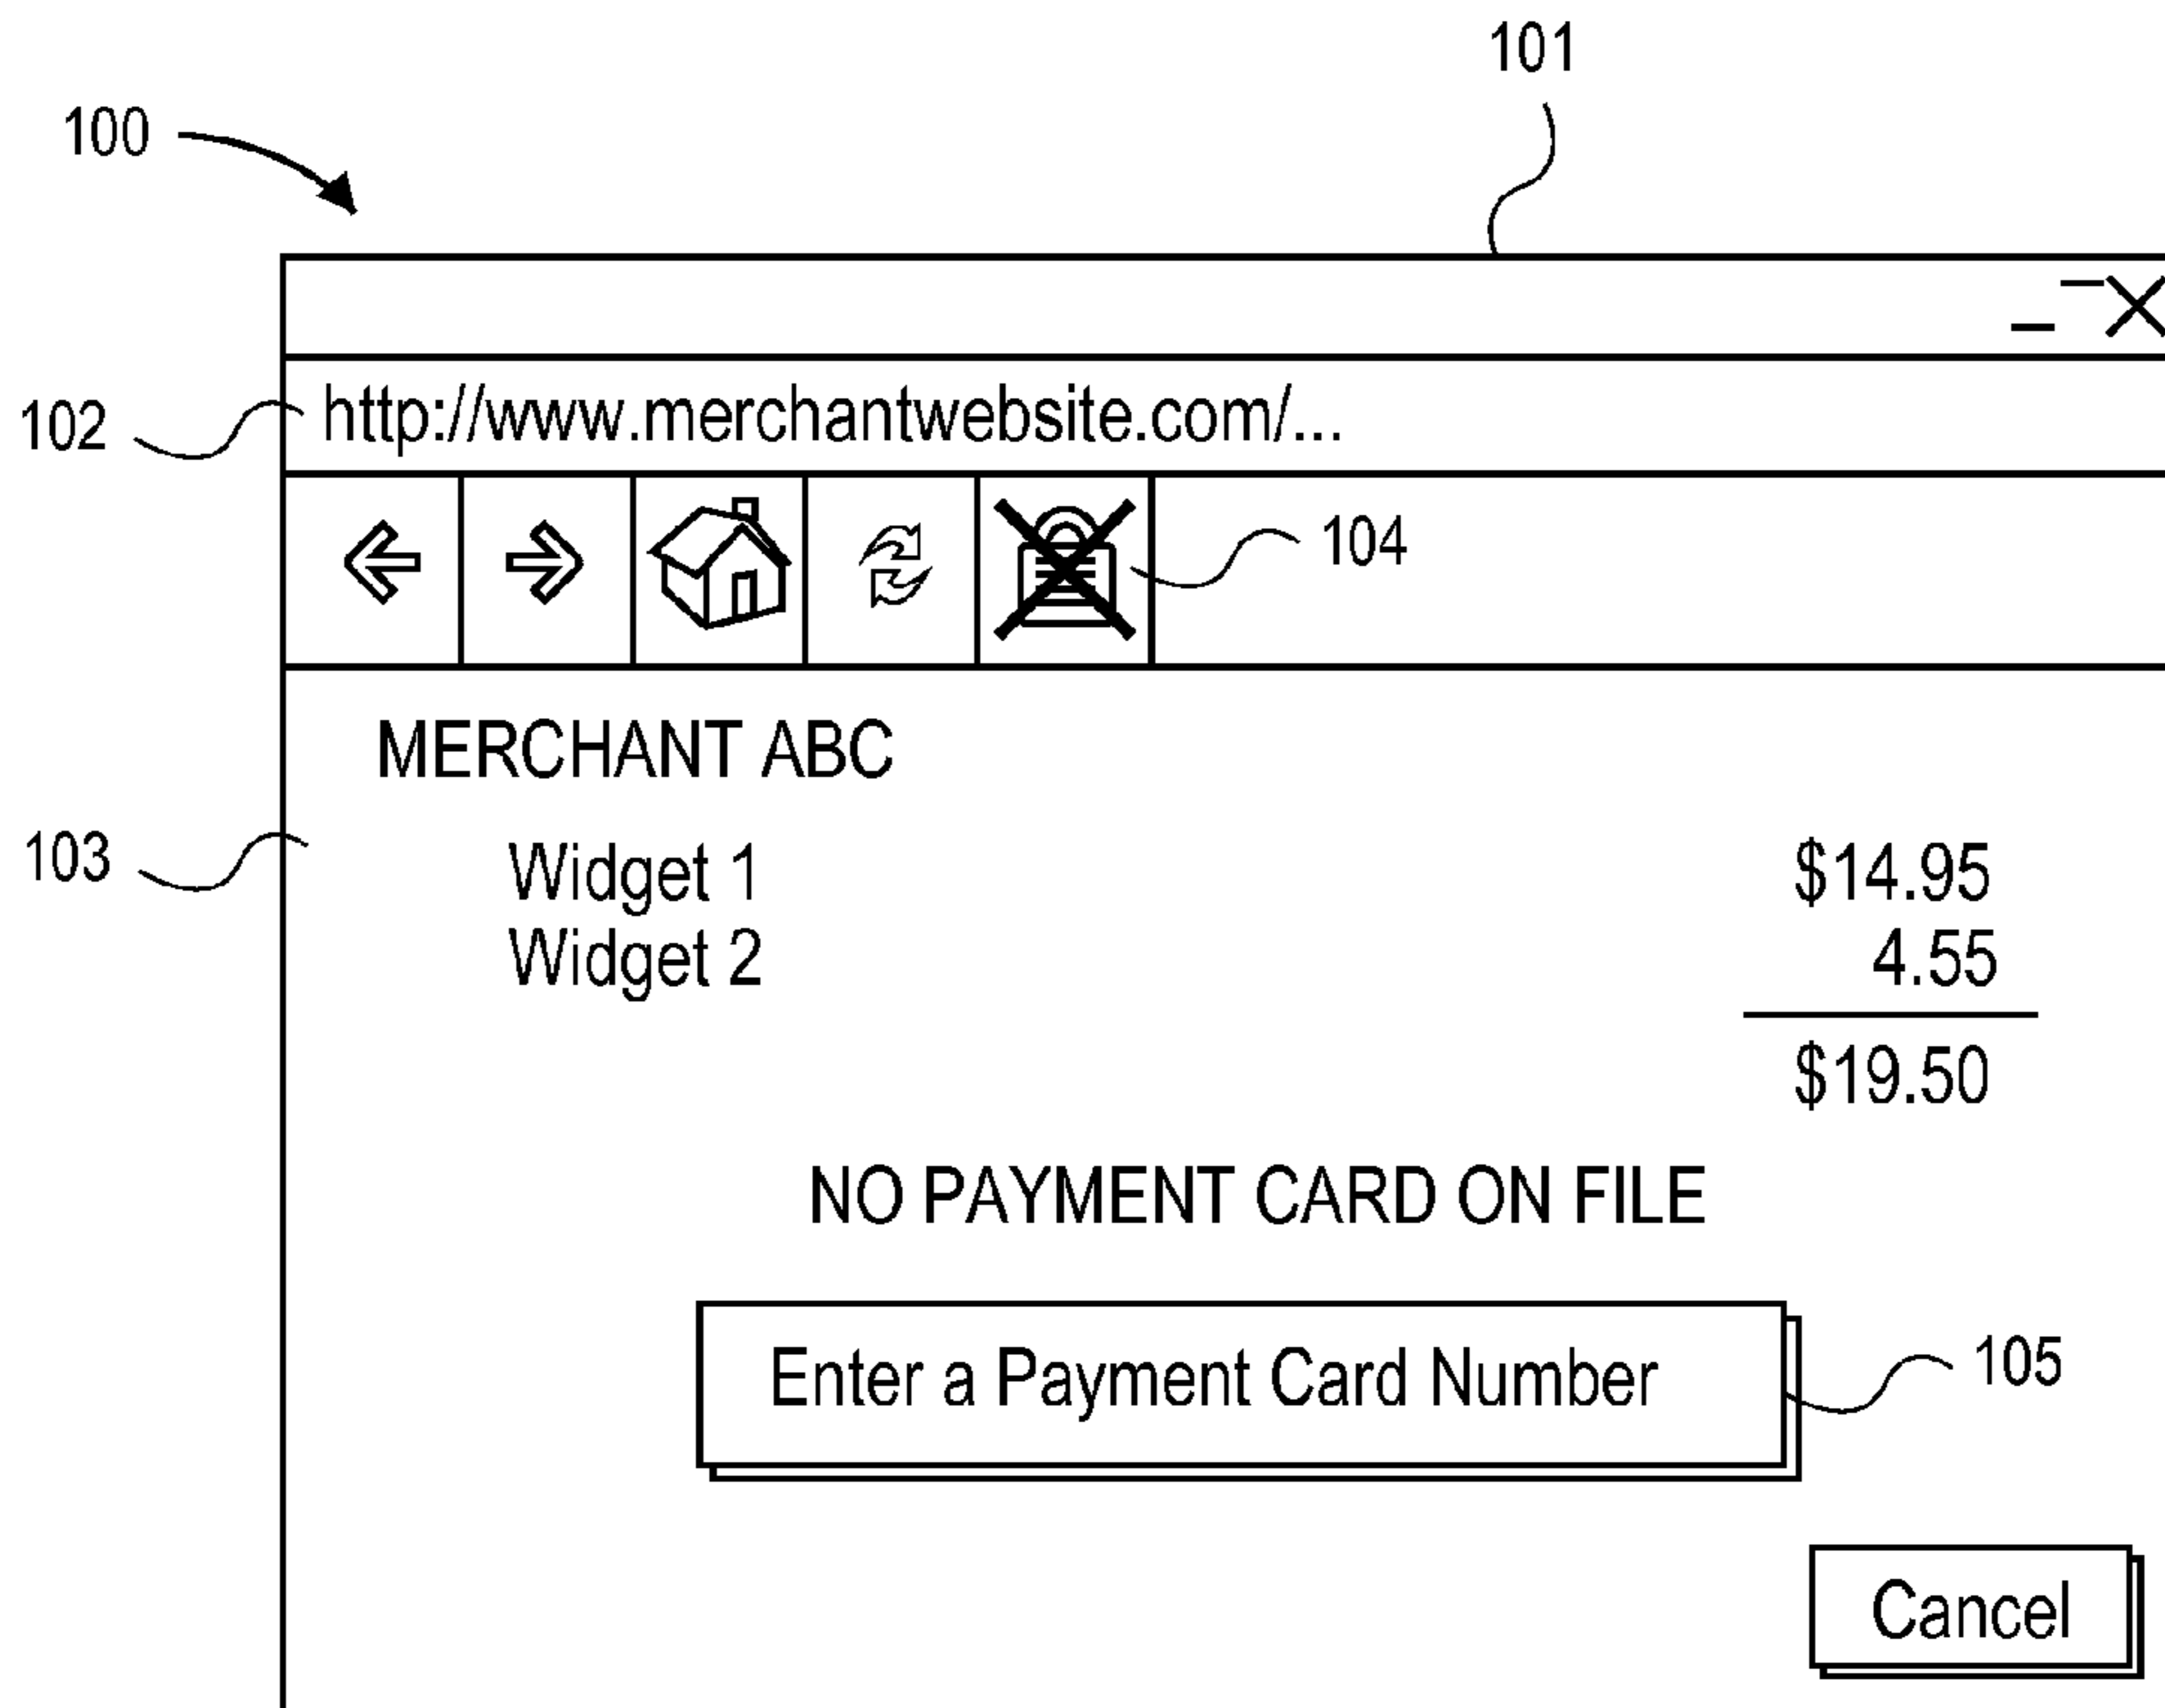 101
100
102 http://www.merchantwebsite.com/...
104
MERCHANT ABC
103 Widget 1 $14.95
Widget 2 4.55
$19.50
NO PAYMENT CARD ON FILE
Enter a Payment Card Number 105
Cancel